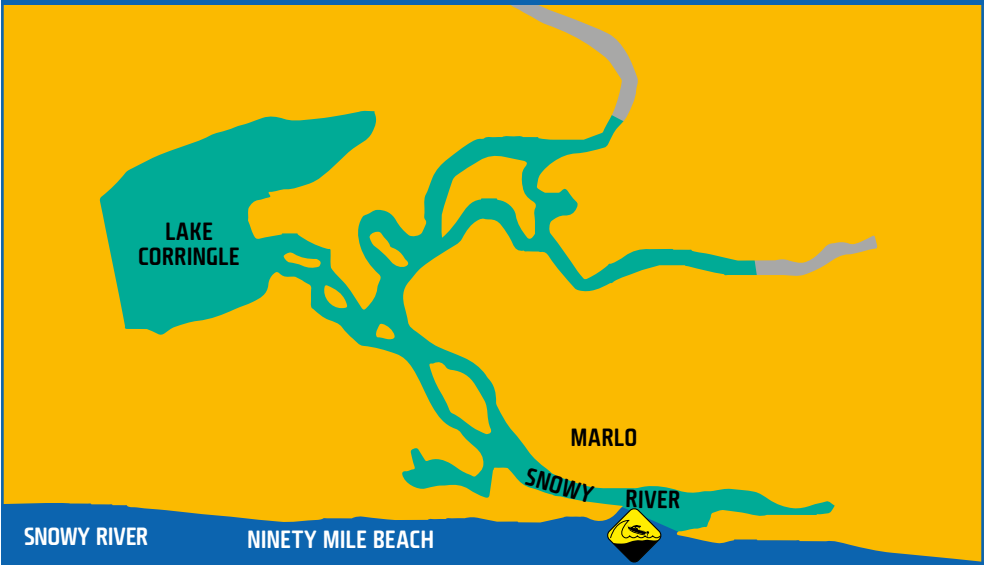 LAKE
CORRINGLE
MARLO
SNOWY RIVER
SNOWY RIVER
NINETY MILE BEACH